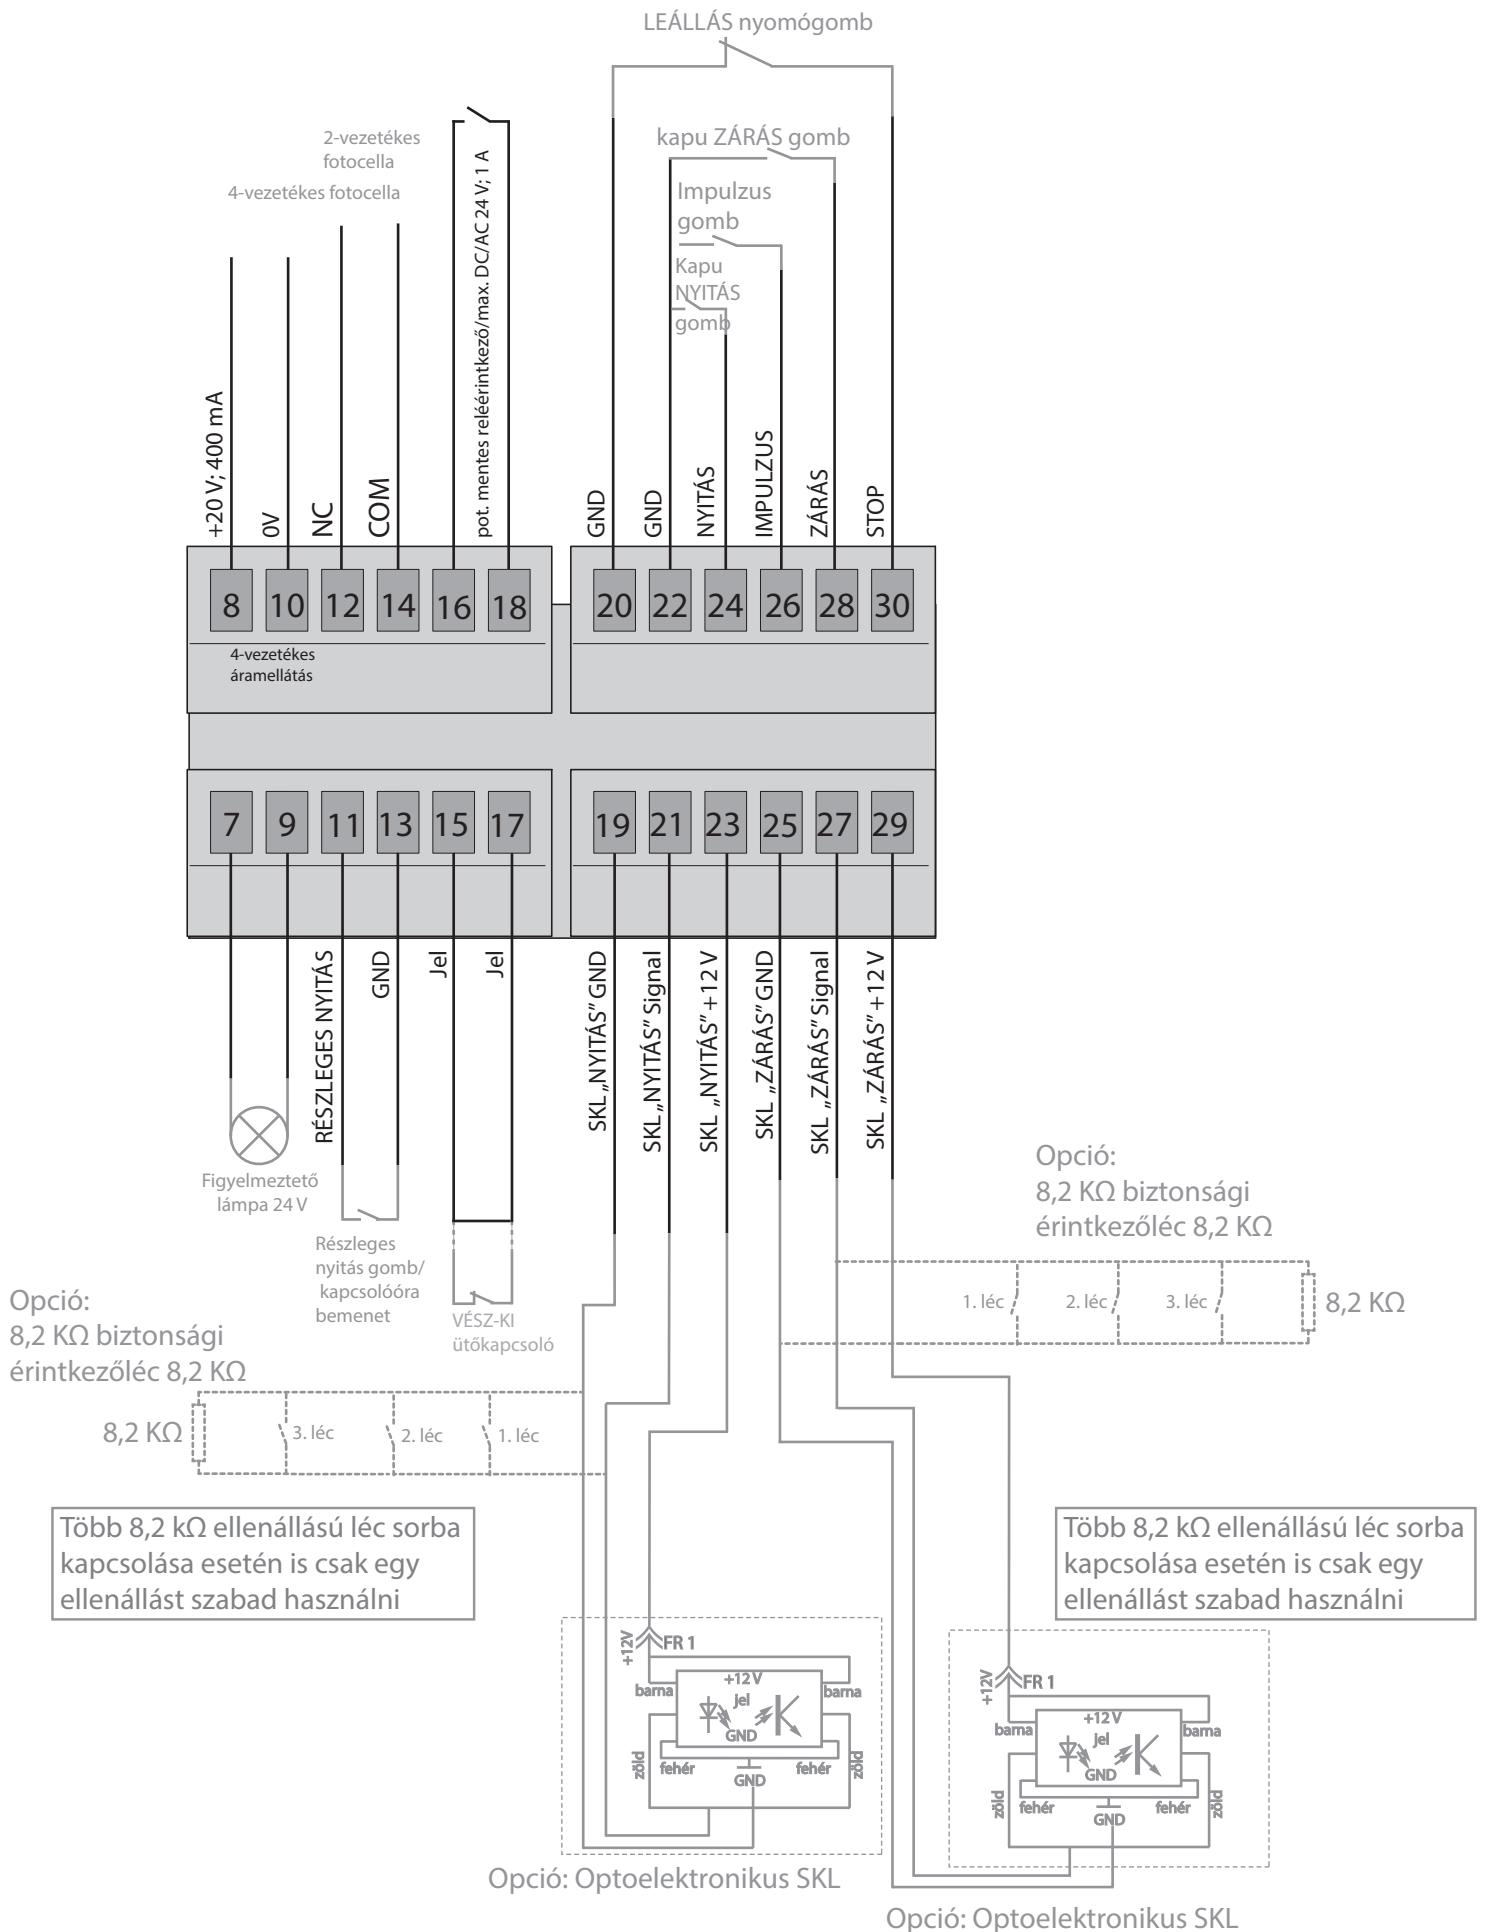 LEÁLLÁS nyomógomb
kapu ZÁRÁS gomb
2-vezetékes
fotocella
4-vezetékes fotocella
Impulzus
gomb
Kapu
NYITÁS
gomb
+20 V; 400 mA
0V
NC
COM
pot. mentes reléérintkező/max. DC/AC 24 V; 1 A
GND
GND
NYITÁS
IMPULZUS
ZÁRÁS
STOP
8 10 12 14 16 18 20 22 24 26 28 30
4-vezetékes
áramellátás
7 9 11 13 15 17 19 21 23 25 27 29
RÉSZLEGES NYITÁS
GND
Jel
Jel
SKL „NYITÁS” GND
SKL „NYITÁS” Signal
SKL „NYITÁS” +12 V
SKL „ZÁRÁS” GND
SKL „ZÁRÁS” Signal
SKL „ZÁRÁS” +12 V
Figyelmeztető
lámpa 24 V
Részleges
nyitás gomb/
kapcsolóóra
bemenet
VÉSZ-KI
ütőkapcsoló
Opció:
8,2 KΩ biztonsági
érintkezőléc 8,2 KΩ
1. léc 2. léc 3. léc 8,2 KΩ
Opció:
8,2 KΩ biztonsági
érintkezőléc 8,2 KΩ
8,2 KΩ 3. léc 2. léc 1. léc
Több 8,2 kΩ ellenállású léc sorba
kapcsolása esetén is csak egy
ellenállást szabad használni
Több 8,2 kΩ ellenállású léc sorba
kapcsolása esetén is csak egy
ellenállást szabad használni
+12V
FR 1
+12 V
barna jel barna
GND
zöld fehér fehér zöld
GND
Opció: Optoelektronikus SKL
+12V
FR 1
+12 V
barna jel barna
GND
zöld fehér fehér zöld
GND
Opció: Optoelektronikus SKL